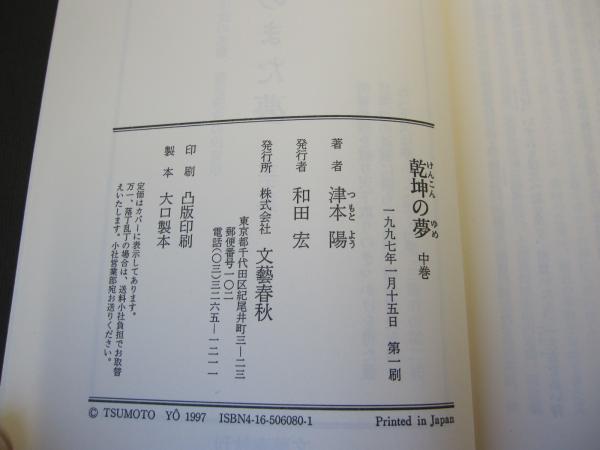 乾坤の夢 中巻
けんこん ゆめ
一九九七年一月十五日 第一刷
著者 津本 陽
つもと よう
発行者 和田 宏
発行所 株式会社 文藝春秋
東京都千代田区紀尾井町三—二三
郵便番号一〇二
電話(〇三)三二六五—一二一一
印刷 凸版印刷
製本 大口製本
定価はカバーに表示してあります。
万一、落丁乱丁の場合は、送料小社負担でお取替
えいたします。小社営業部宛お送りください。
© TSUMOTO YÔ 1997 ISBN4-16-506080-1
Printed in Japan